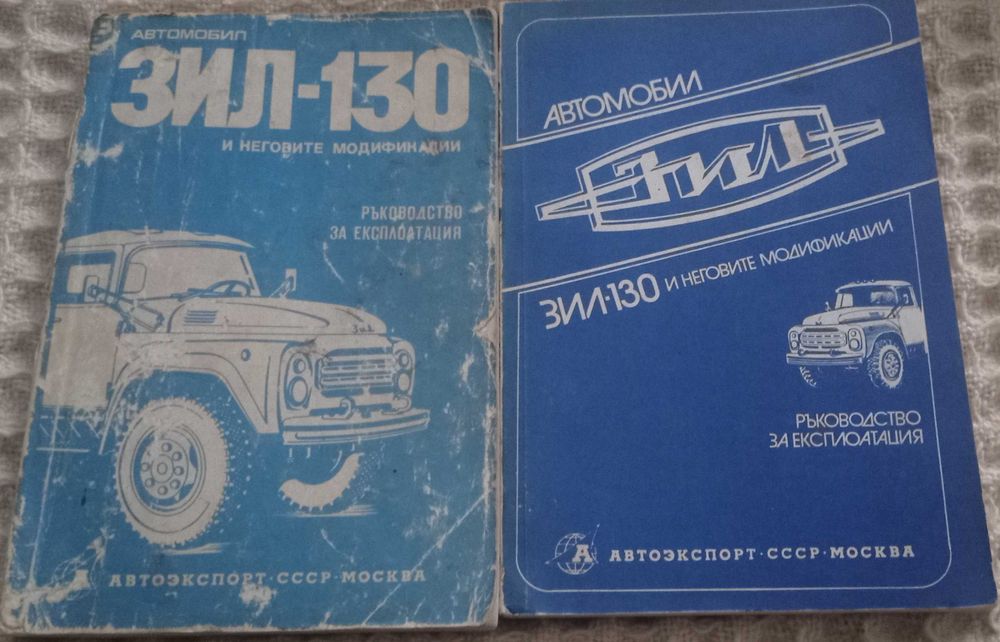 АВТОМОБИЛ
ЗИЛ-130
И НЕГОВИТЕ МОДИФИКАЦИИ
РЪКОВОДСТВО
ЗА ЕКСПЛОАТАЦИЯ
ЗиЛ
АВТОЭКСПОРТ·СССР·МОСКВА
АВТОМОБИЛ
ЗИЛ
ЗИЛ-130 И НЕГОВИТЕ МОДИФИКАЦИИ
РЪКОВОДСТВО
ЗА ЕКСПЛОАТАЦИЯ
А АВТОЭКСПОРТ·СССР·МОСКВА